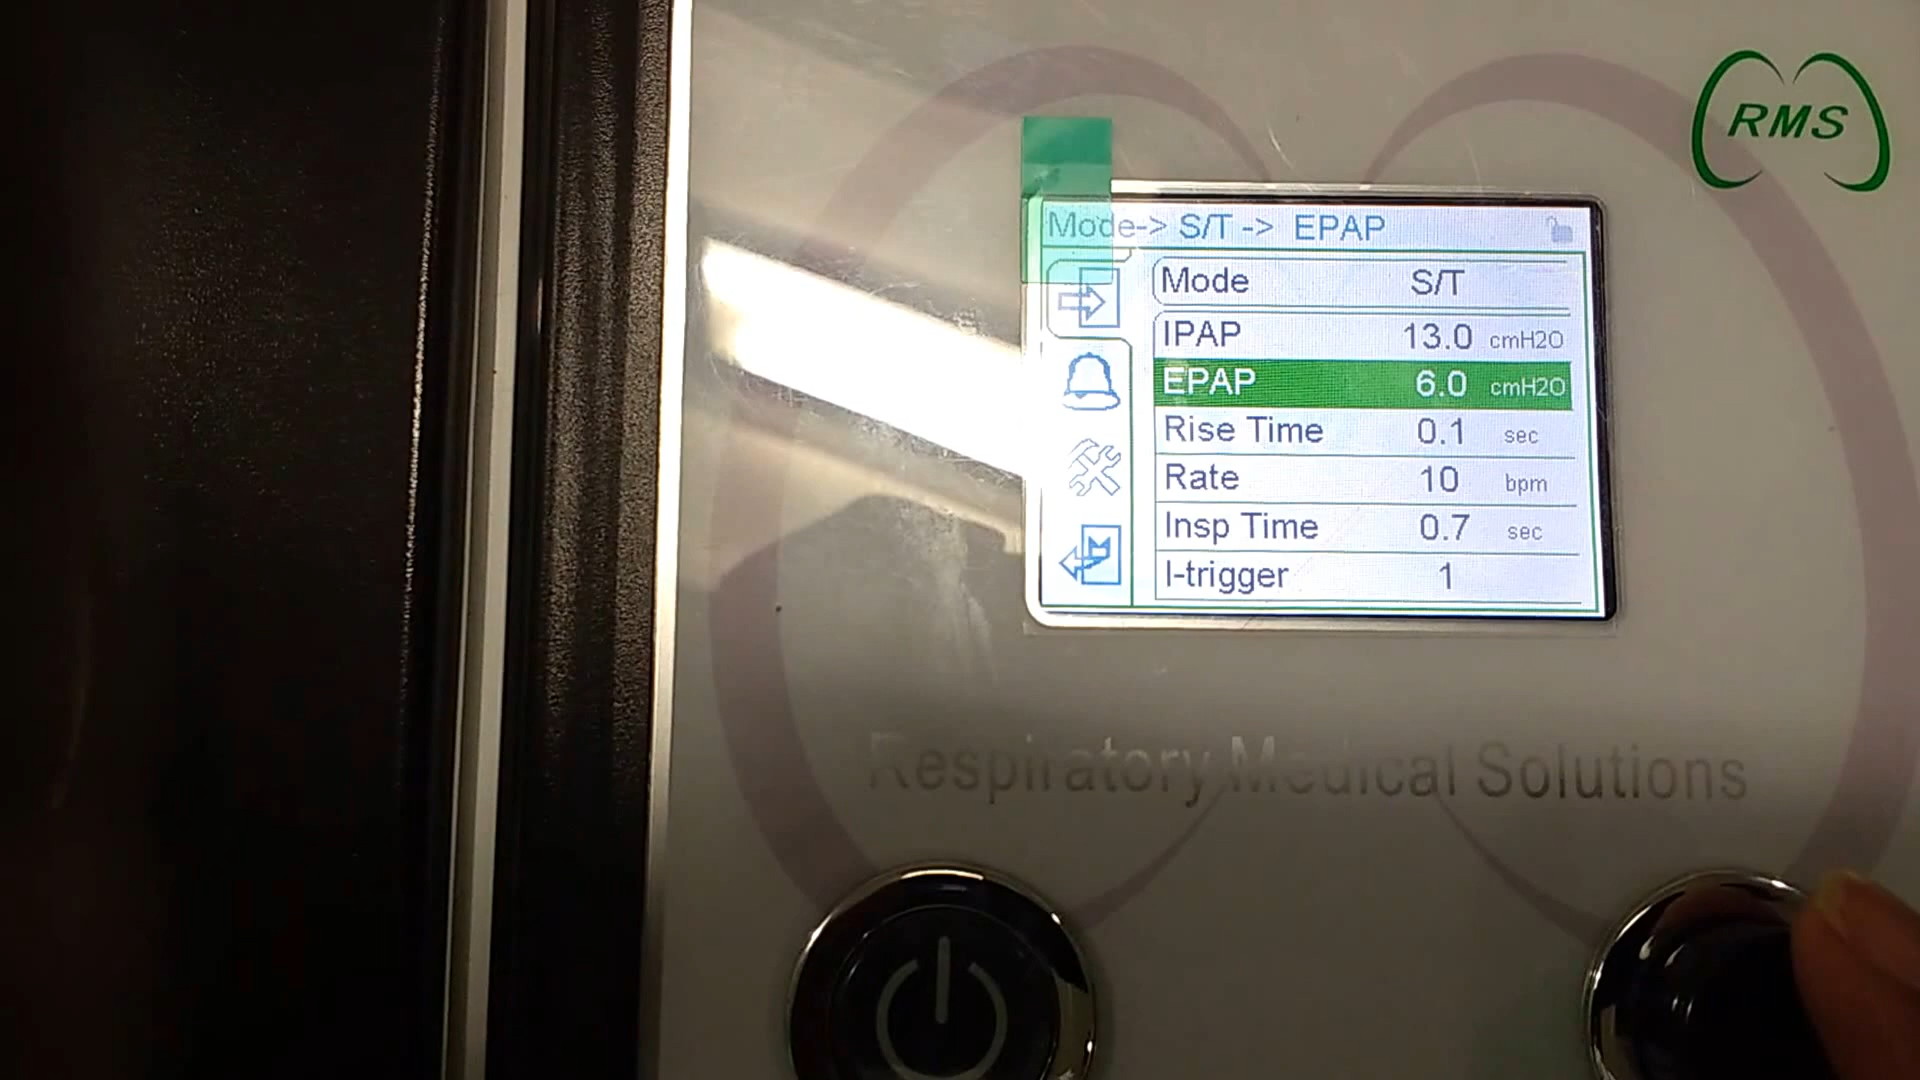 RMS
Mode-> S/T -> EPAP
Mode S/T
IPAP 13.0 cmH2O
EPAP 6.0 cmH2O
Rise Time 0.1 sec
Rate 10 bpm
Insp Time 0.7 sec
I-trigger 1
Respiratory Medical Solutions